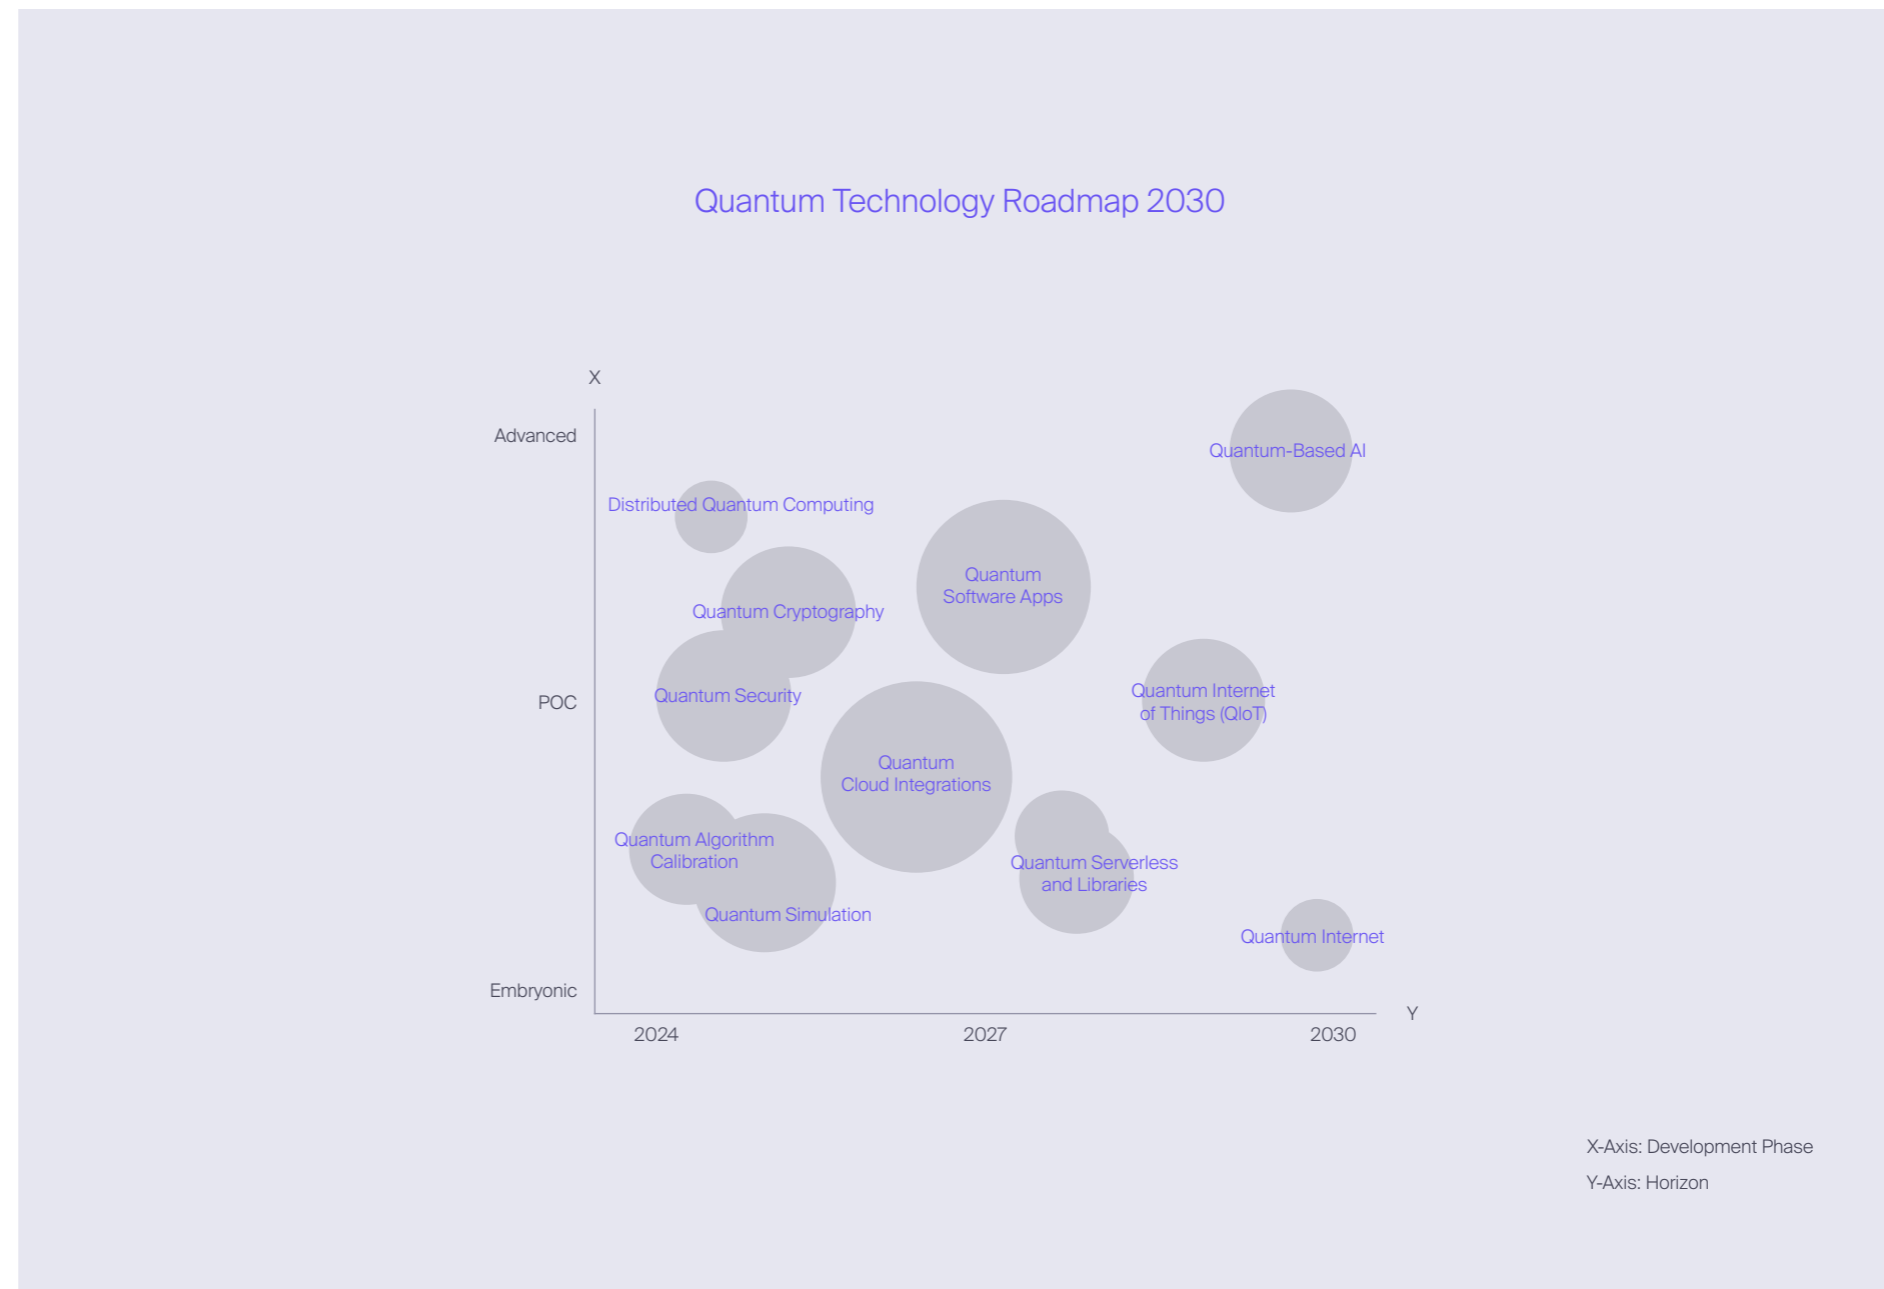 Quantum Technology Roadmap 2030
X
Advanced
Quantum-Based AI
Distributed Quantum Computing
Quantum
Software Apps
Quantum Cryptography
Quantum Security
POC
Quantum Internet
of Things (QIoT)
Quantum
Cloud Integrations
Quantum Algorithm
Calibration
Quantum Serverless
and Libraries
Quantum Simulation
Quantum Internet
Embryonic
Y
2024
2027
2030
X-Axis: Development Phase
Y-Axis: Horizon